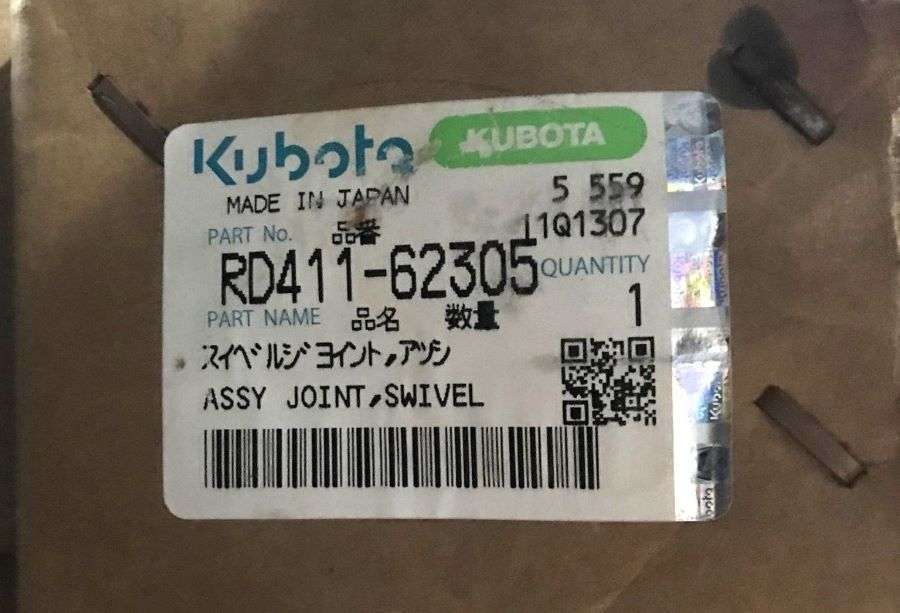 Kubota KUBOTA
MADE IN JAPAN 5 559
PART No. 品番 11Q1307
RD411-62305 QUANTITY
PART NAME 品名 数量 1
スイベルジヨイント,アツシ
ASSY JOINT,SWIVEL